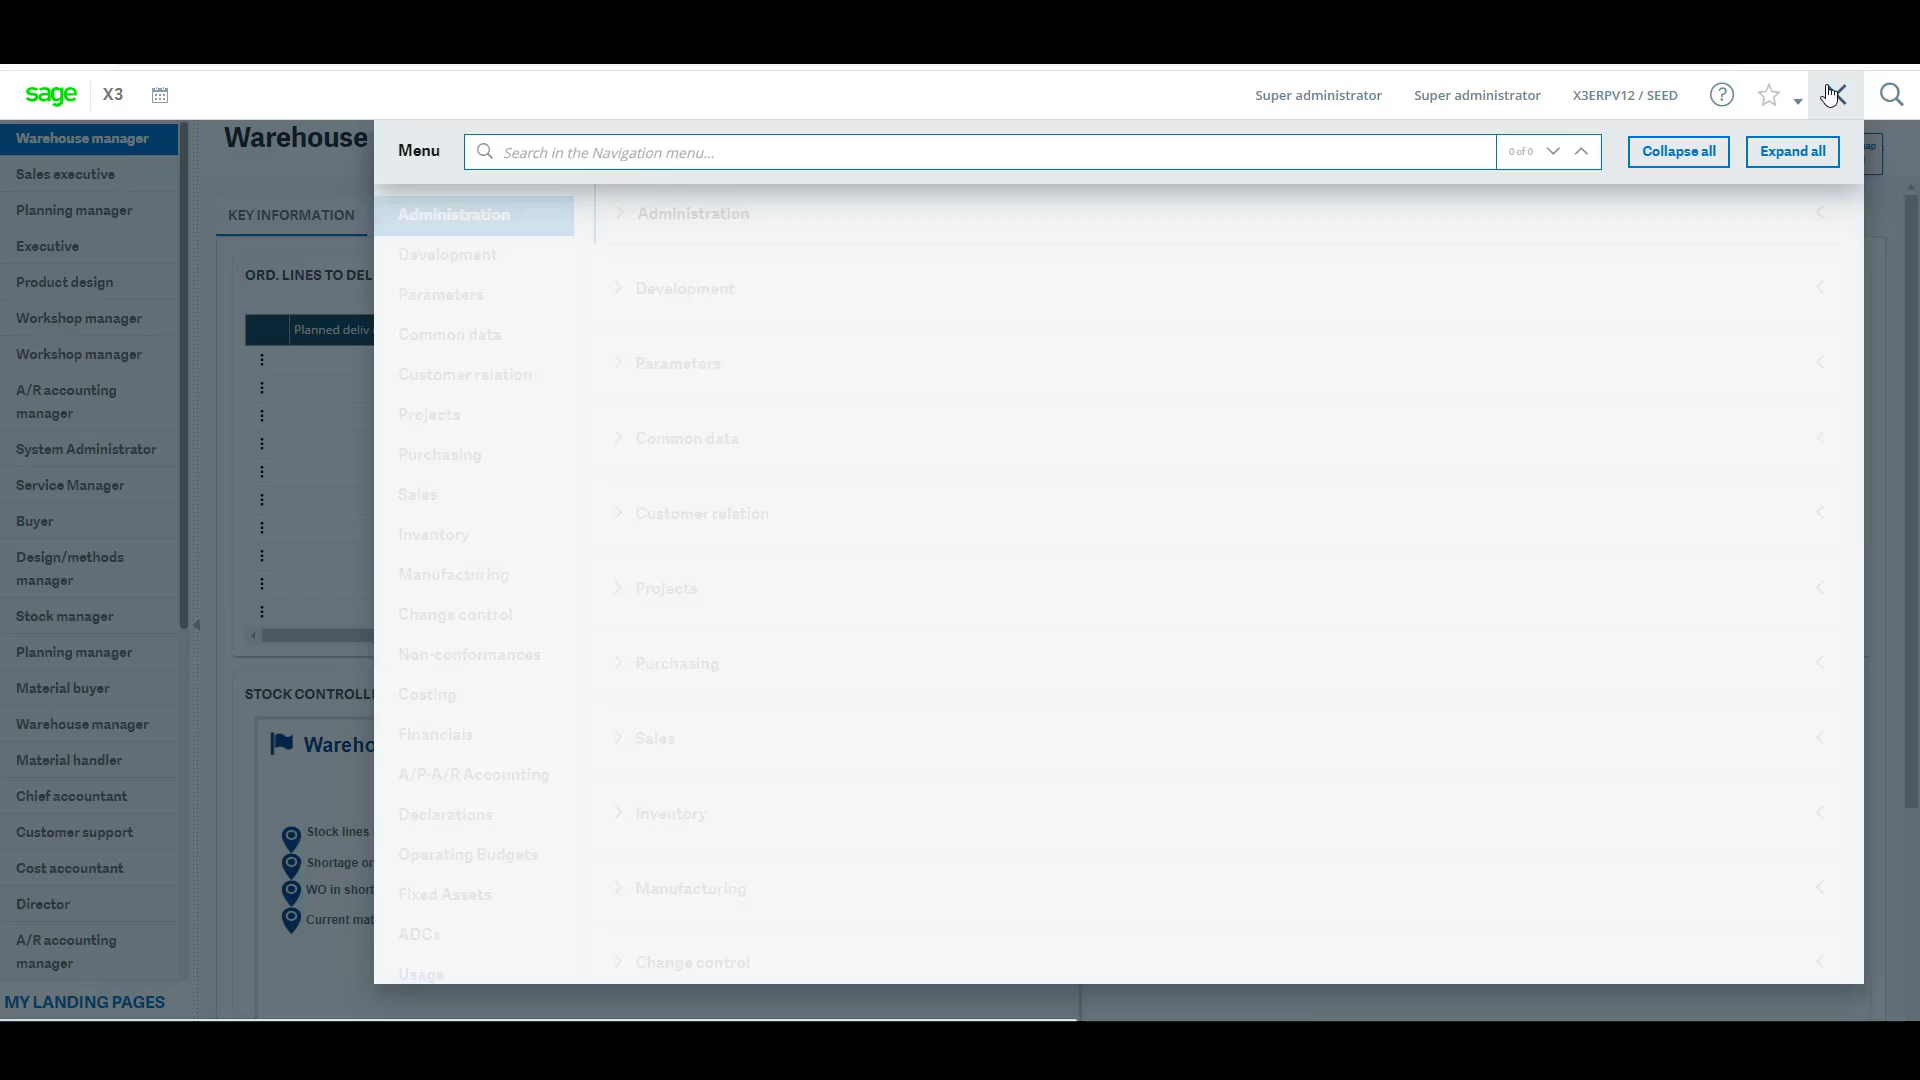 sage X3
Super administrator Super administrator X3ERPV12 / SEED
Warehouse manager
Sales executive
Planning manager
Executive
Product design
Workshop manager
Workshop manager
A/R accounting
manager
System Administrator
Service Manager
Buyer
Design/methods
manager
Stock manager
Planning manager
Material buyer
Warehouse manager
Material handler
Chief accountant
Customer support
Cost accountant
Director
A/R accounting
manager
MY LANDING PAGES
Warehouse
KEY INFORMATION
ORD. LINES TO DEL
Planned deliv
STOCK CONTROLL
Wareho
Stock lines
Shortage or
WO in short
Current mat
Menu Search in the Navigation menu... 0 of 0 Collapse all Expand all
Administration
Development
Parameters
Common data
Customer relation
Projects
Purchasing
Sales
Inventory
Manufacturing
Change control
Non-conformances
Costing
Financials
A/P-A/R Accounting
Declarations
Operating Budgets
Fixed Assets
ADCs
Usage
Administration
Development
Parameters
Common data
Customer relation
Projects
Purchasing
Sales
Inventory
Manufacturing
Change control